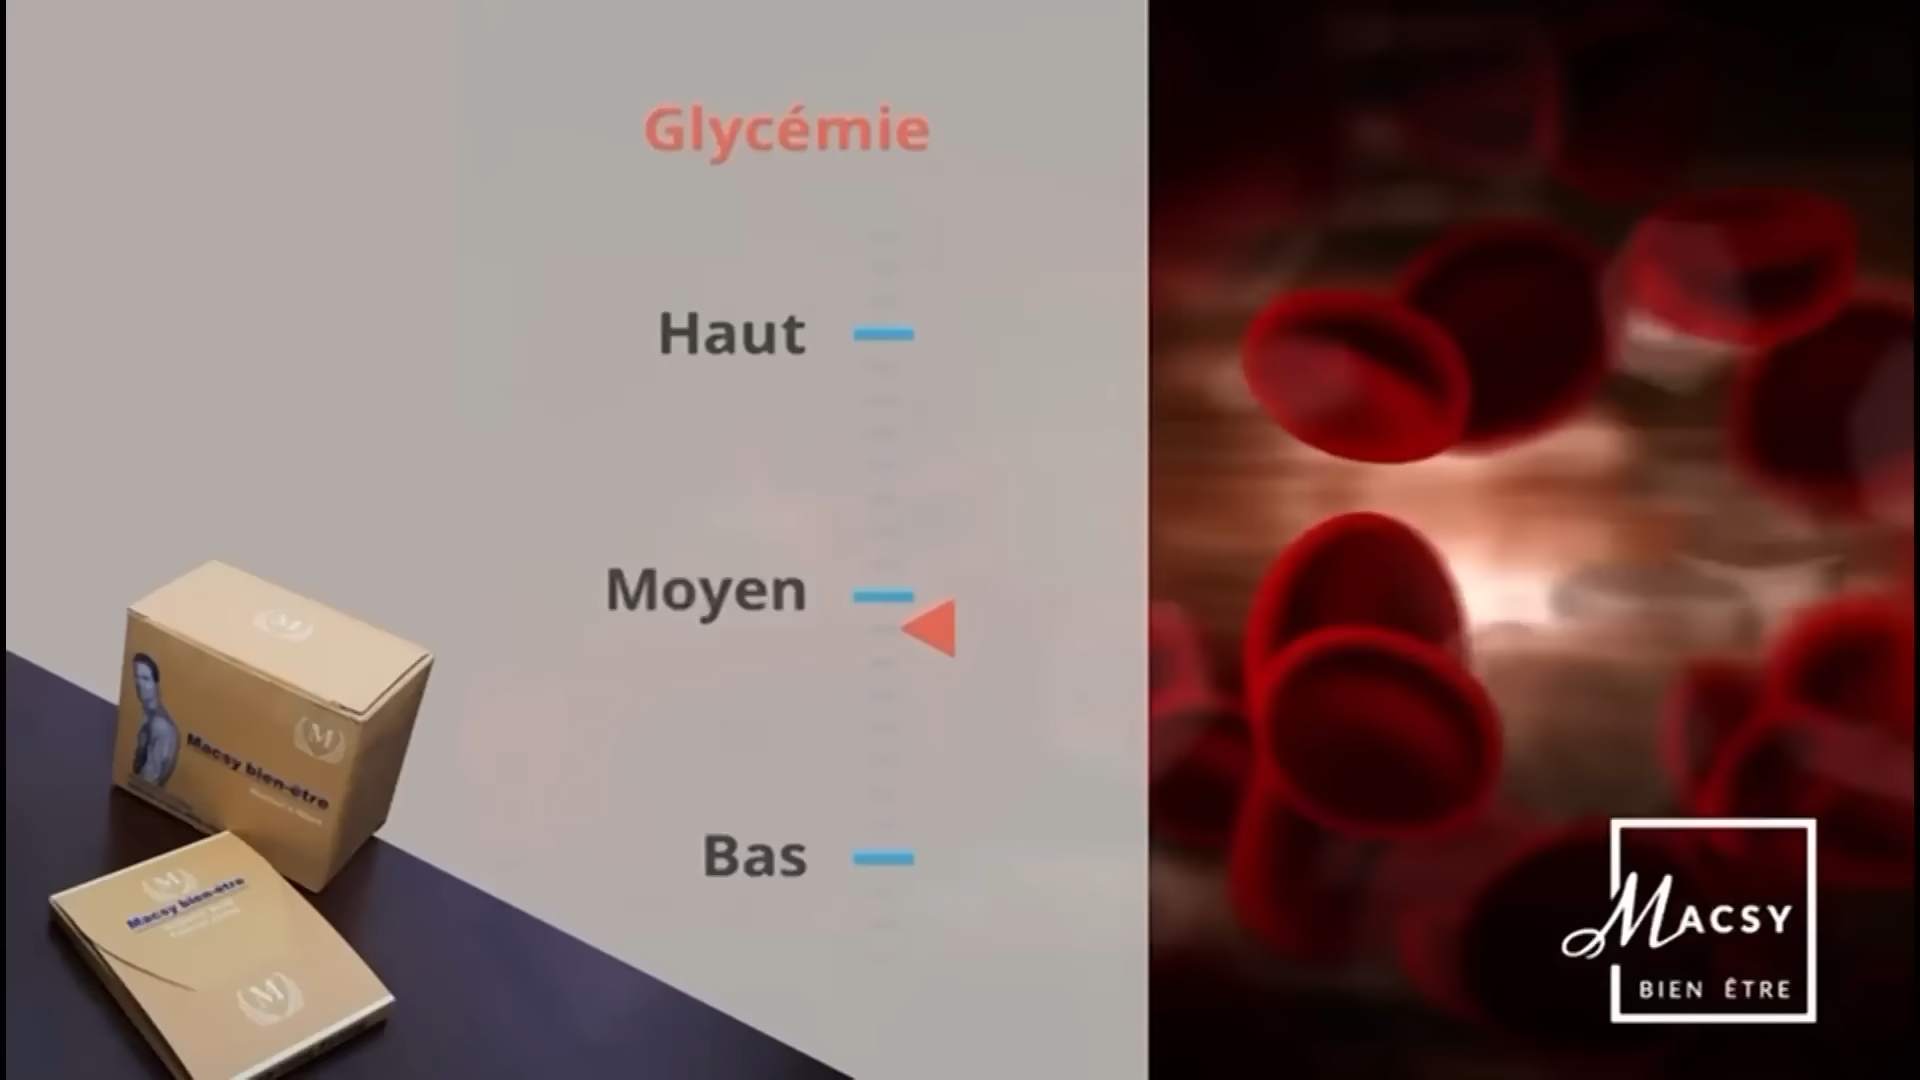 Glycémie
Haut
Moyen
Bas
M
M
Macsy bien-être
M
Macsy bien-être
M
MACSY
BIEN ÊTRE